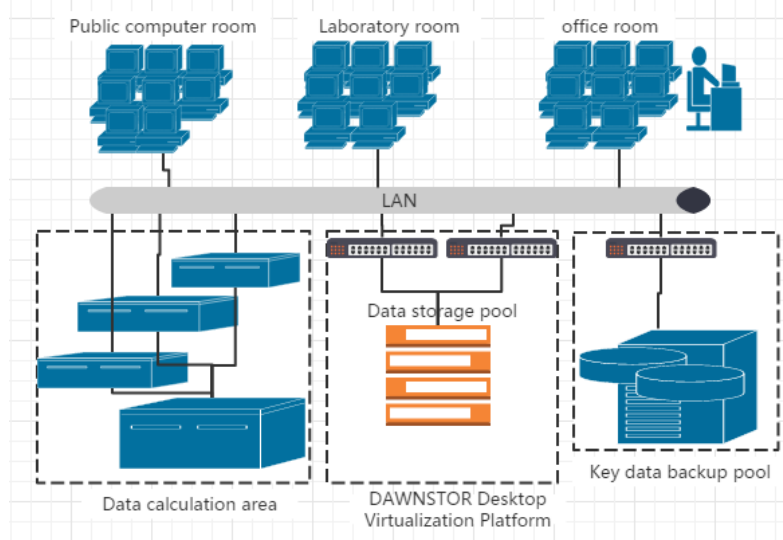 Public computer room
Laboratory room
office room
LAN
Data storage pool
Data calculation area
DAWNSTOR Desktop
Virtualization Platform
Key data backup pool